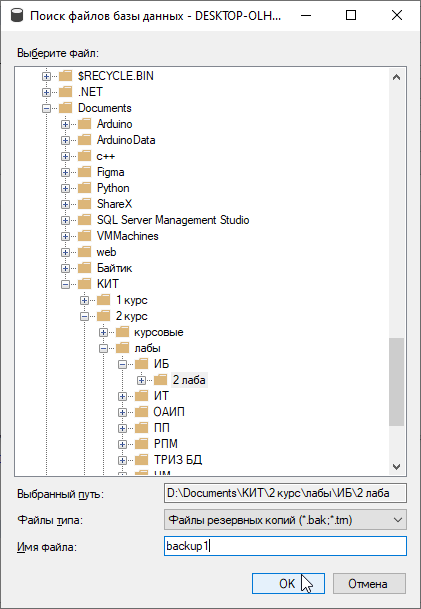 Поиск файлов базы данных - DESKTOP-OLH...
Выберите файл:
$RECYCLE.BIN
.NET
Documents
Arduino
ArduinoData
c++
Figma
Python
ShareX
SQL Server Management Studio
VMMachines
web
Байтик
КИТ
1 курс
2 курс
курсовые
лабы
ИБ
2 лаба
ИТ
ОАИП
ПП
РПМ
ТРИЗ БД
Выбранный путь: D:\Documents\КИТ\2 курс\лабы\ИБ\2 лаба
Файлы типа: Файлы резервных копий (*.bak;*.trn)
Имя файла: backup1
OK Отмена